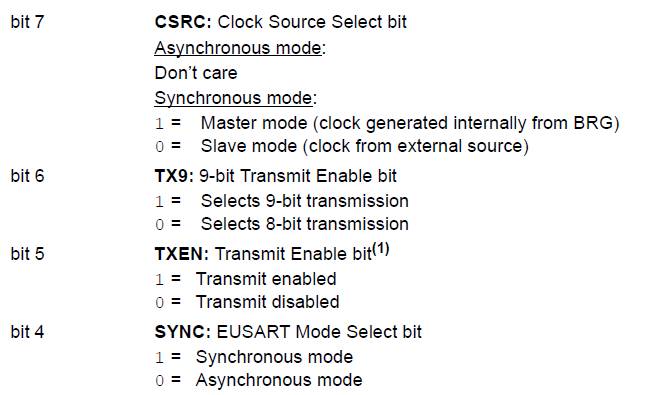 bit 7 CSRC: Clock Source Select bit
Asynchronous mode:
Don’t care
Synchronous mode:
1 = Master mode (clock generated internally from BRG)
0 = Slave mode (clock from external source)
bit 6 TX9: 9-bit Transmit Enable bit
1 = Selects 9-bit transmission
0 = Selects 8-bit transmission
bit 5 TXEN: Transmit Enable bit(1)
1 = Transmit enabled
0 = Transmit disabled
bit 4 SYNC: EUSART Mode Select bit
1 = Synchronous mode
0 = Asynchronous mode